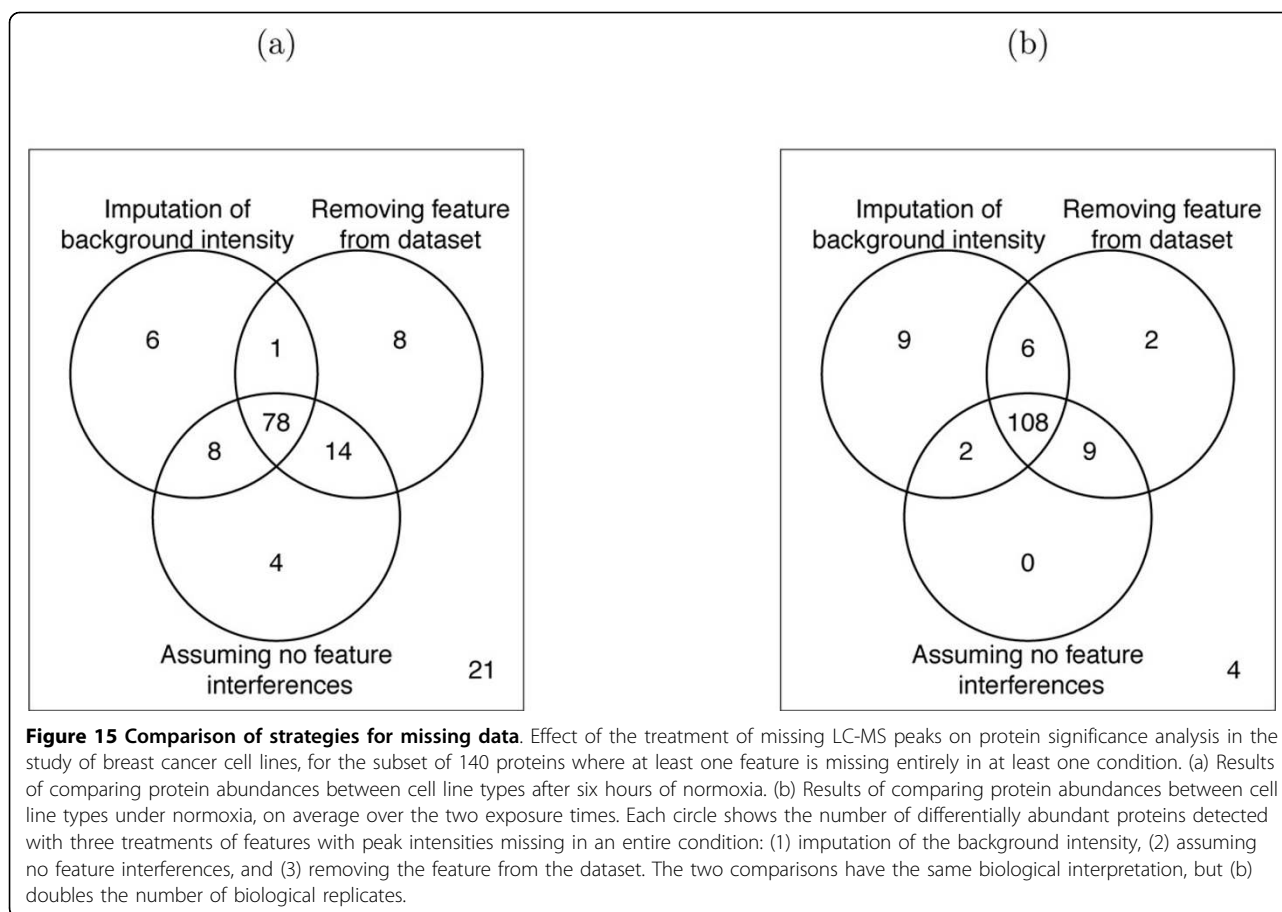 (a)
Imputation of
background intensity
Removing feature
from dataset
6
1
8
78
8
14
4
Assuming no feature
interferences
21
(b)
Imputation of
background intensity
Removing feature
from dataset
9
6
2
108
2
9
0
Assuming no feature
interferences
4
Figure 15 Comparison of strategies for missing data. Effect of the treatment of missing LC-MS peaks on protein significance analysis in the
study of breast cancer cell lines, for the subset of 140 proteins where at least one feature is missing entirely in at least one condition. (a) Results
of comparing protein abundances between cell line types after six hours of normoxia. (b) Results of comparing protein abundances between cell
line types under normoxia, on average over the two exposure times. Each circle shows the number of differentially abundant proteins detected
with three treatments of features with peak intensities missing in an entire condition: (1) imputation of the background intensity, (2) assuming
no feature interferences, and (3) removing the feature from the dataset. The two comparisons have the same biological interpretation, but (b)
doubles the number of biological replicates.